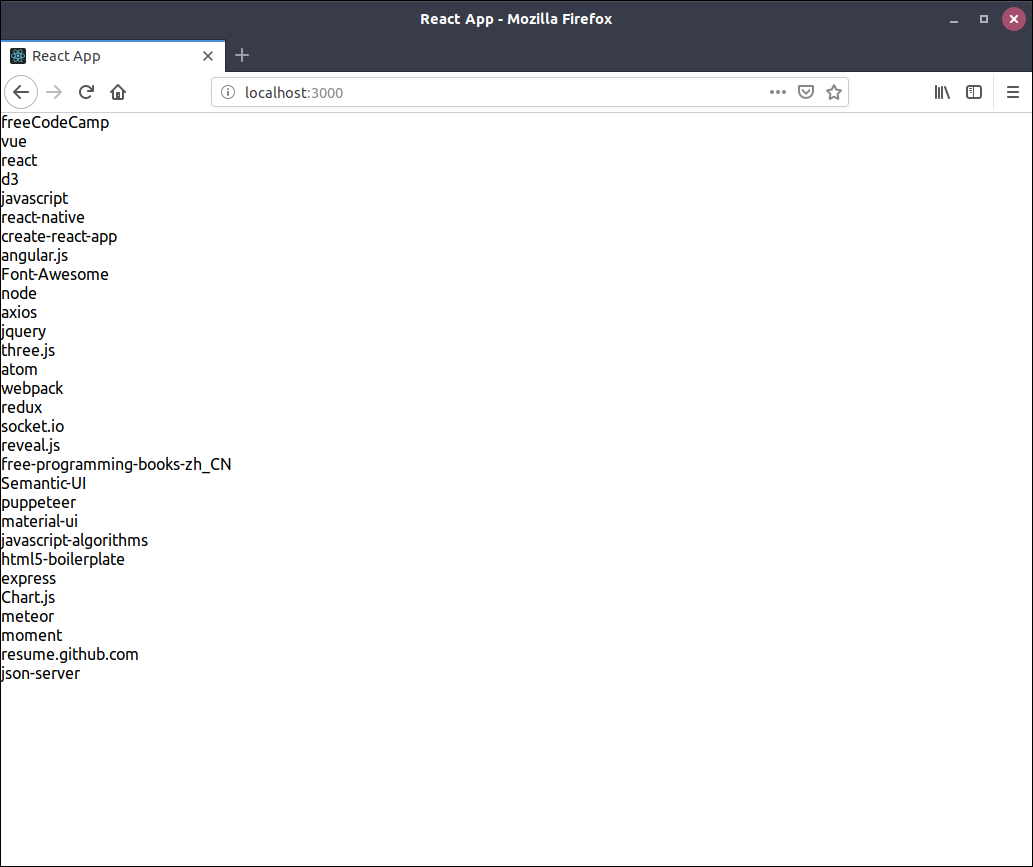 React App - Mozilla Firefox
React App
localhost:3000
freeCodeCamp
vue
react
d3
javascript
react-native
create-react-app
angular.js
Font-Awesome
node
axios
jquery
three.js
atom
webpack
redux
socket.io
reveal.js
free-programming-books-zh_CN
Semantic-UI
puppeteer
material-ui
javascript-algorithms
html5-boilerplate
express
Chart.js
meteor
moment
resume.github.com
json-server